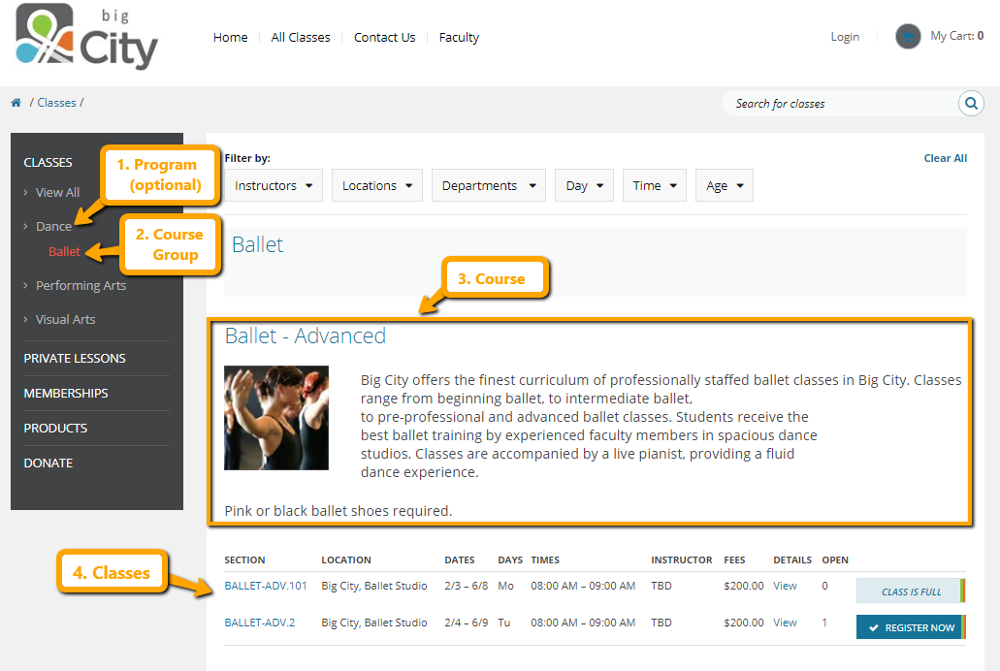 big
City
Home
All Classes
Contact Us
Faculty
Login
My Cart: 0
/ Classes /
Search for classes
CLASSES
View All
Dance
Ballet
Performing Arts
Visual Arts
PRIVATE LESSONS
MEMBERSHIPS
PRODUCTS
DONATE
1. Program
(optional)
2. Course
Group
Filter by:
Clear All
Instructors
Locations
Departments
Day
Time
Age
Ballet
3. Course
Ballet - Advanced
Big City offers the finest curriculum of professionally staffed ballet classes in Big City. Classes
range from beginning ballet, to intermediate ballet,
to pre-professional and advanced ballet classes. Students receive the
best ballet training by experienced faculty members in spacious dance
studios. Classes are accompanied by a live pianist, providing a fluid
dance experience.
Pink or black ballet shoes required.
4. Classes
SECTION LOCATION DATES DAYS TIMES INSTRUCTOR FEES DETAILS OPEN
BALLET-ADV.101 Big City, Ballet Studio 2/3 – 6/8 Mo 08:00 AM – 09:00 AM TBD $200.00 View 0 CLASS IS FULL
BALLET-ADV.2 Big City, Ballet Studio 2/4 – 6/9 Tu 08:00 AM – 09:00 AM TBD $200.00 View 1 REGISTER NOW